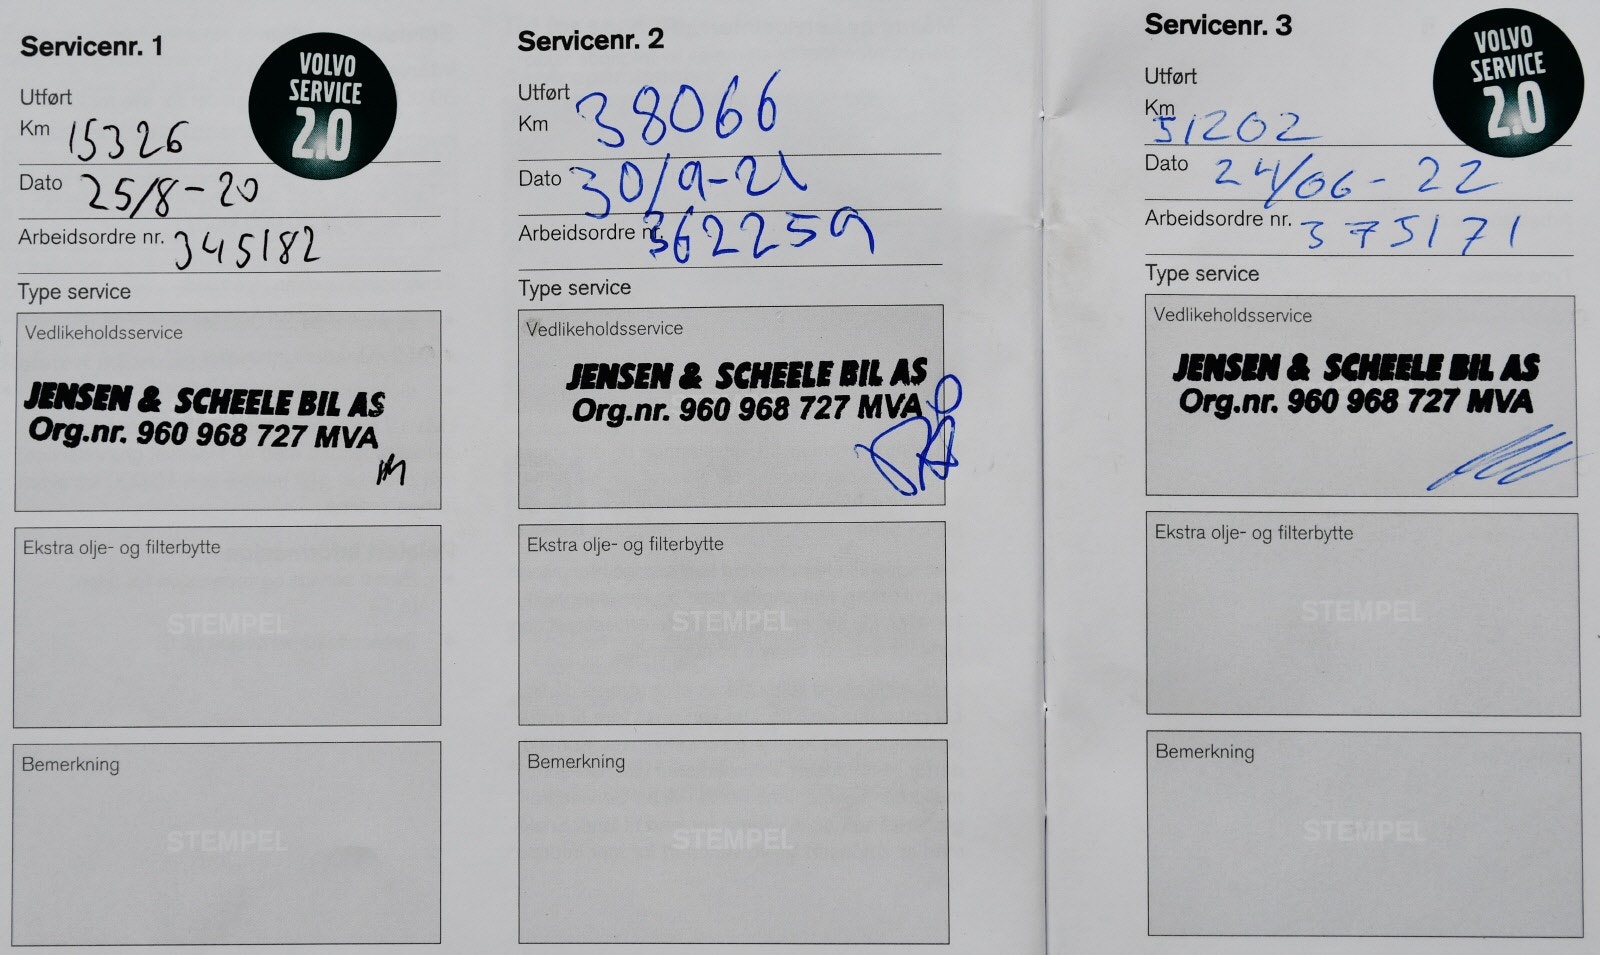 Servicenr. 1
VOLVO
SERVICE
2.0
Utført
Km 15326
Dato 25/8-20
Arbeidsordre nr. 345182
Type service
Vedlikeholdsservice
JENSEN & SCHEELE BIL AS
Org.nr. 960 968 727 MVA
Ekstra olje- og filterbytte
STEMPEL
Bemerkning
STEMPEL
Servicenr. 2
Utført
Km 38066
Dato 30/9-21
Arbeidsordre nr. 362259
Type service
Vedlikeholdsservice
JENSEN & SCHEELE BIL AS
Org.nr. 960 968 727 MVA
Ekstra olje- og filterbytte
STEMPEL
Bemerkning
STEMPEL
Servicenr. 3
VOLVO
SERVICE
2.0
Utført
Km 51202
Dato 24/06-22
Arbeidsordre nr. 375171
Type service
Vedlikeholdsservice
JENSEN & SCHEELE BIL AS
Org.nr. 960 968 727 MVA
Ekstra olje- og filterbytte
STEMPEL
Bemerkning
STEMPEL